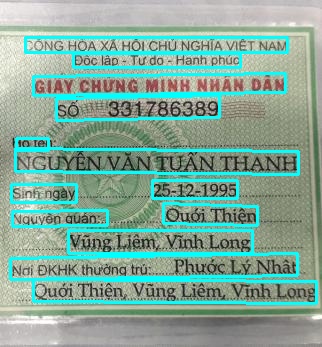 CỘNG HÒA XÃ HỘI CHỦ NGHĨA VIỆT NAM
Độc lập - Tự do - Hạnh phúc
GIẤY CHỨNG MINH NHÂN DÂN
SỐ 331786389
Họ tên:
NGUYỄN VĂN TUẤN THANH
Sinh ngày 25-12-1995
Nguyên quán: Quới Thiện
Vũng Liêm, Vĩnh Long
Nơi ĐKHK thường trú: Phước Lý Nhất
Quới Thiện, Vũng Liêm, Vĩnh Long